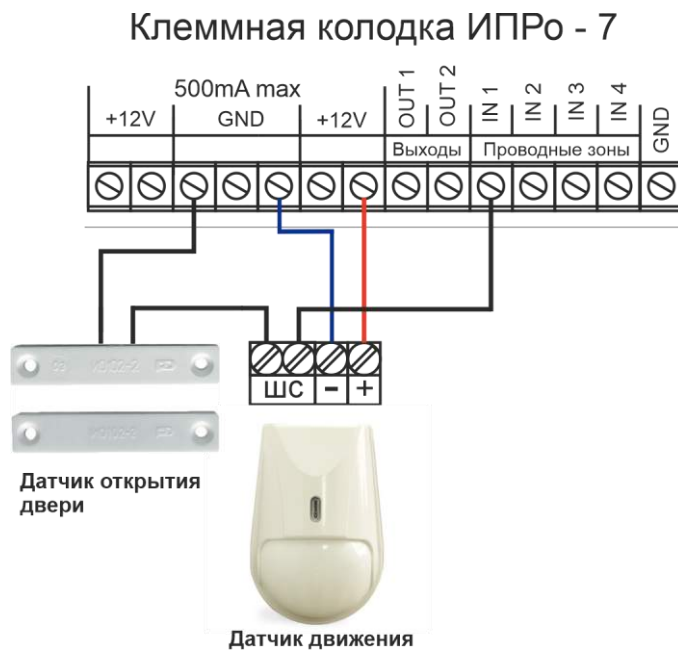 Клеммная колодка ИПРо - 7
500mA max
+12V GND +12V OUT 1 OUT 2 IN 1 IN 2 IN 3 IN 4 GND
Выходы Проводные зоны
ШС - +
Датчик открытия
двери
Датчик движения